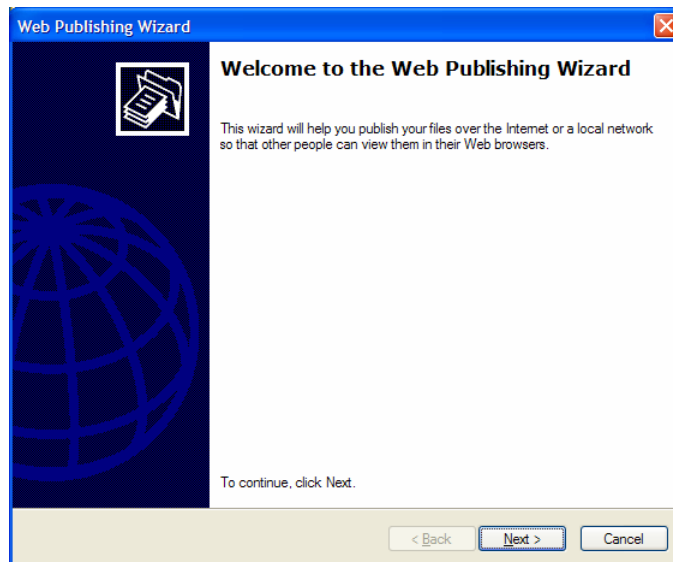 Web Publishing Wizard
Welcome to the Web Publishing Wizard
This wizard will help you publish your files over the Internet or a local network
so that other people can view them in their Web browsers.
To continue, click Next.
< Back Next > Cancel